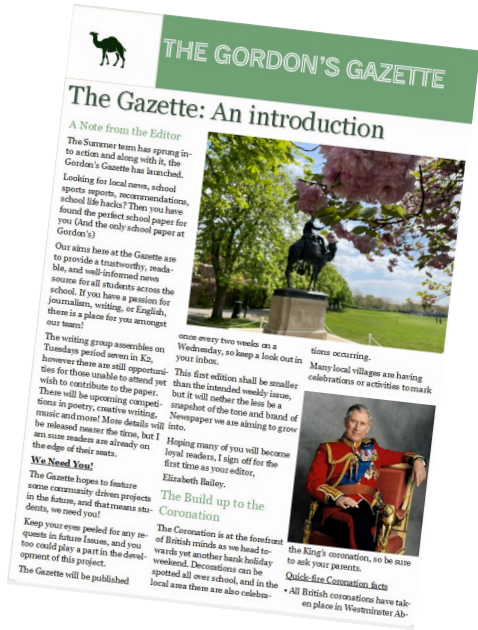 THE GORDON'S GAZETTE
The Gazette: An introduction
A Note from the Editor
The Summer term has sprung in-
to action and along with it, the
Gordon's Gazette has launched.
Looking for local news, school
sports reports, recommendations,
school life hacks? Then you have
found the perfect school paper for
you (And the only school paper at
Gordon's)
Our aims here at the Gazette are
to provide a trustworthy, reada-
ble, and well-informed news
source for all students across the
school. If you have a passion for
journalism, writing, or English,
there is a place for you amongst
our team!
The writing group assembles on
Tuesdays period seven in K2,
however there are still opportuni-
ties for those unable to attend yet
wish to contribute to the paper.
There will be upcoming competi-
tions in poetry, creative writing,
music and more! More details will
be released nearer the time, but I
am sure readers are already on
the edge of their seats.
We Need You!
The Gazette hopes to feature
some community driven projects
in the future, and that means stu-
dents, we need you!
Keep your eyes peeled for any re-
quests in future Issues, and you
too could play a part in the devel-
opment of this project.
The Gazette will be published
once every two weeks on a
Wednesday, so keep a look out in
your inbox.
This first edition shall be smaller
than the intended weekly issue,
but it will nether the less be a
snapshot of the tone and brand of
Newspaper we are aiming to grow
into.
Hoping many of you will become
loyal readers, I sign off for the
first time as your editor,
Elizabeth Bailey.
The Build up to the
Coronation
The Coronation is at the forefront
of British minds as we head to-
wards yet another bank holiday
weekend. Decorations can be
spotted all over school, and in the
local area there are also celebra-
tions occurring.
Many local villages are having
celebrations or activities to mark
the King's coronation, so be sure
to ask your parents.
Quick-fire Coronation facts
• All British coronations have tak-
en place in Westminster Ab-